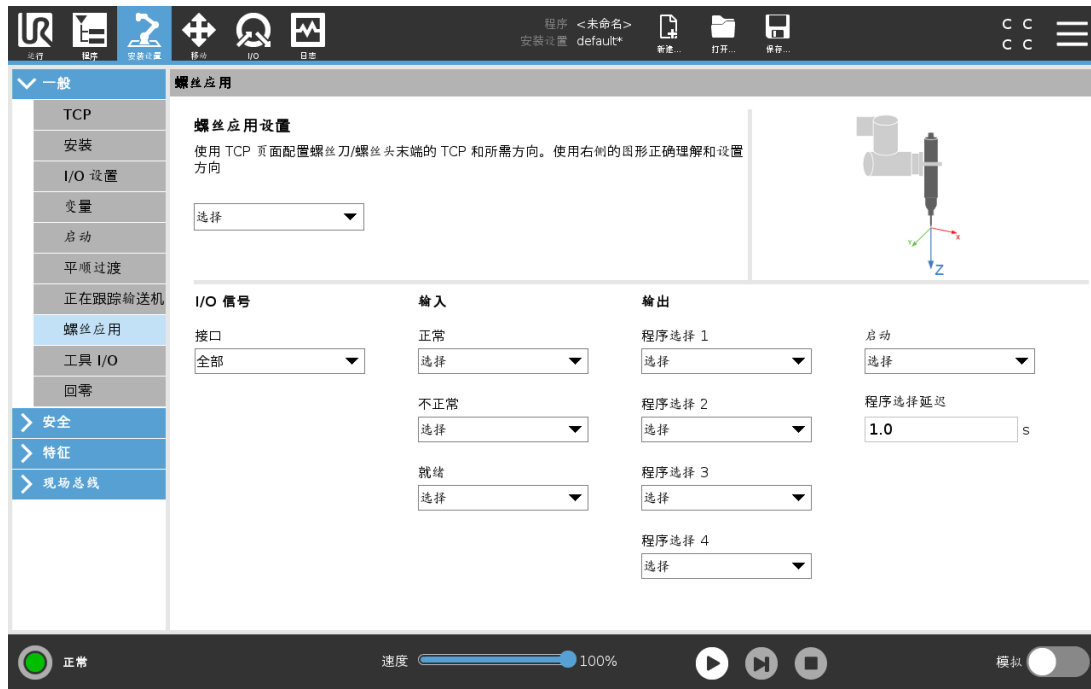 程序 <未命名>
安装设置 default*
C C
C C
运行
程序
安装设置
移动
I/O
日志
新建...
打开...
保存...
一般
TCP
安装
I/O 设置
变量
启动
平顺过渡
正在跟踪输送机
螺丝应用
工具 I/O
回零
安全
特征
现场总线
螺丝应用
螺丝应用设置
使用 TCP 页面配置螺丝刀/螺丝头末端的 TCP 和所需方向。使用右侧的图形正确理解和设置
方向
选择
X
Y
Z
I/O 信号
接口
全部
输入
正常
选择
不正常
选择
就绪
选择
输出
程序选择 1
选择
程序选择 2
选择
程序选择 3
选择
程序选择 4
选择
启动
选择
程序选择延迟
1.0 s
正常
速度 100%
模拟